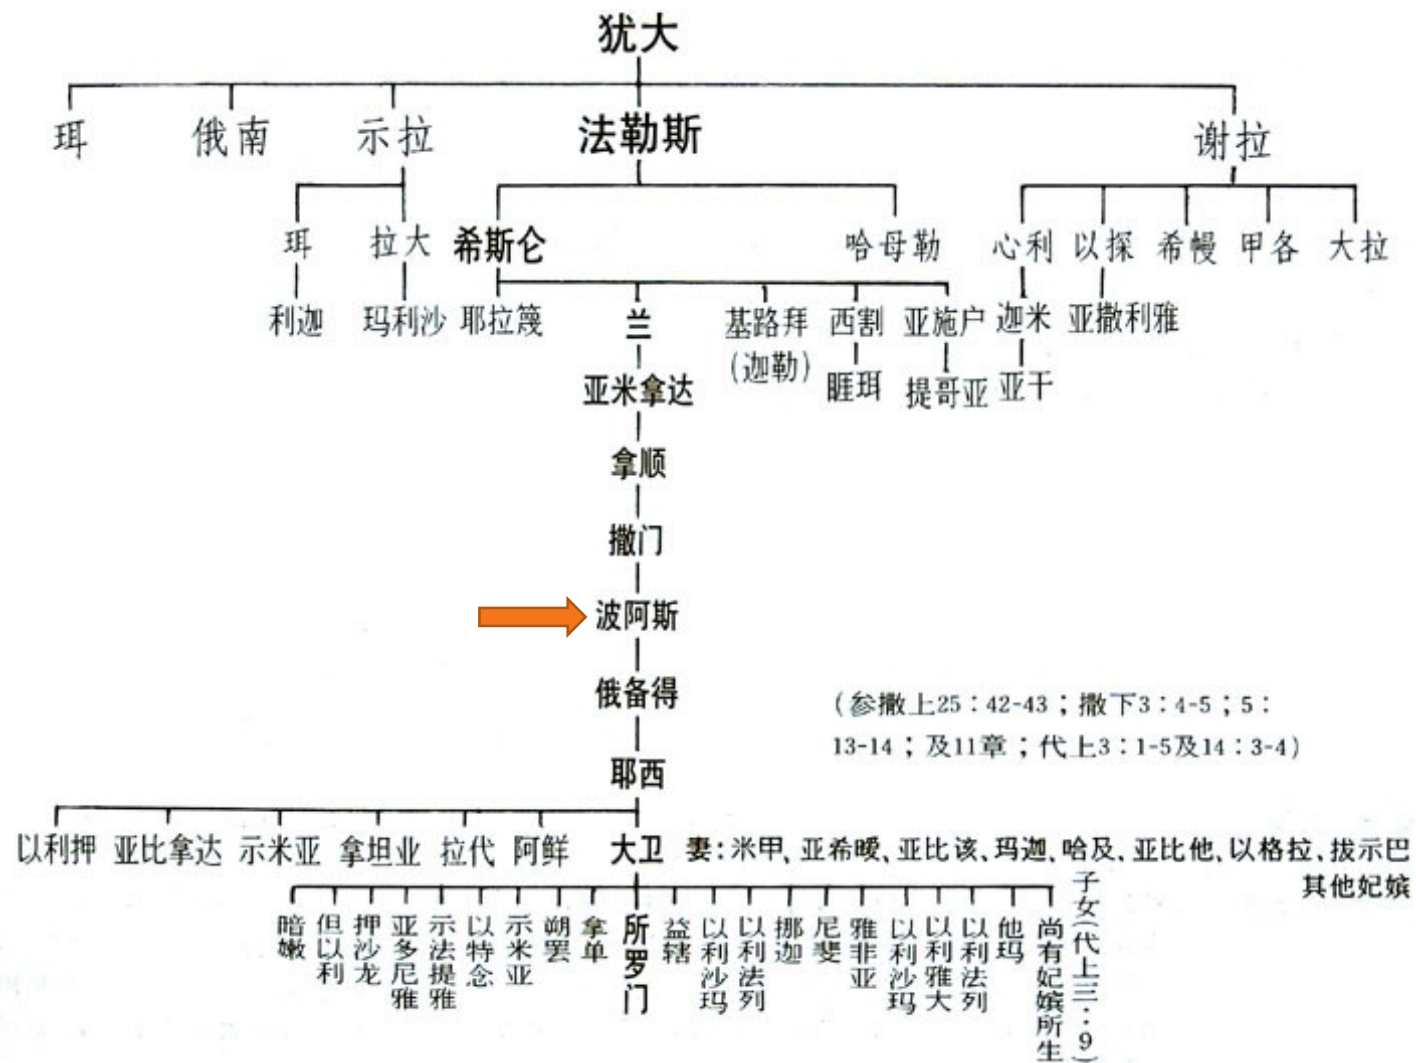 犹大
珥 俄南 示拉 法勒斯 谢拉
珥 拉大 希斯仑 哈母勒 心利 以探 希幔 甲各 大拉
利迦 玛利沙 耶拉篾 兰 基路拜 西割 亚施户 迦米 亚撒利雅
(迦勒) 睚珥 提哥亚 亚干
亚米拿达
拿顺
撒门
波阿斯
俄备得
(参撒上25：42-43；撒下3：4-5；5：
13-14；及11章；代上3：1-5及14：3-4)
耶西
以利押 亚比拿达 示米亚 拿坦业 拉代 阿鲜 大卫 妻：米甲、亚希暧、亚比该、玛迦、哈及、亚比他、以格拉、拔示巴
其他妃嫔
暗嫩
但以利
押沙龙
亚多尼雅
示法提雅
以特念
示米亚
朔罢
拿单
所罗门
益辖
以利沙玛
以利法列
挪迦
尼斐
雅非亚
以利沙玛
以利雅大
以利法列
他玛
尚有妃嫔所生
子女(代上三：9)